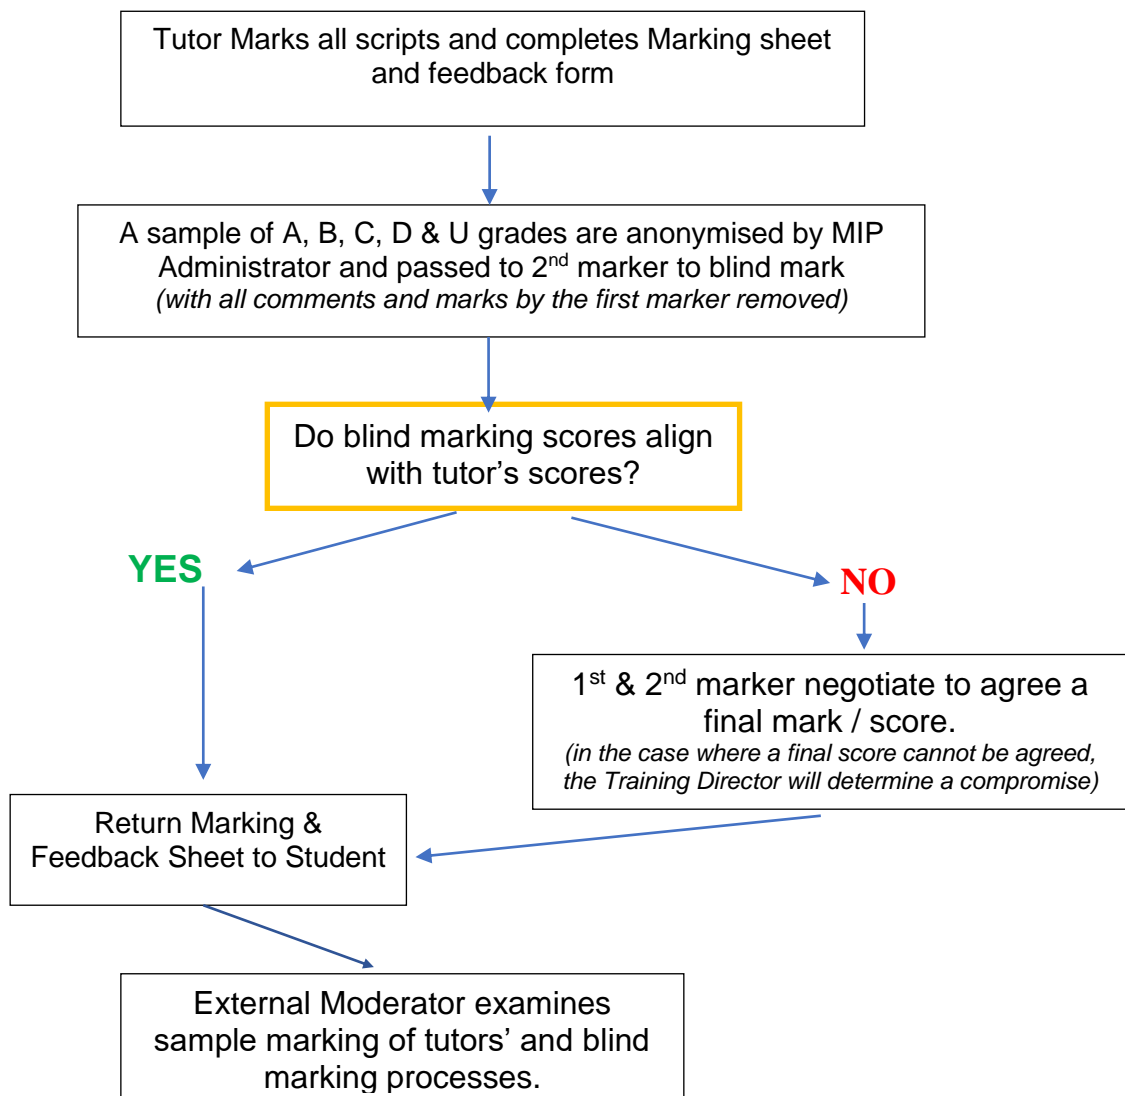 Tutor Marks all scripts and completes Marking sheet
and feedback form
A sample of A, B, C, D & U grades are anonymised by MIP
Administrator and passed to 2nd marker to blind mark
(with all comments and marks by the first marker removed)
Do blind marking scores align
with tutor’s scores?
YES
NO
1st & 2nd marker negotiate to agree a
final mark / score.
(in the case where a final score cannot be agreed,
the Training Director will determine a compromise)
Return Marking &
Feedback Sheet to Student
External Moderator examines
sample marking of tutors’ and blind
marking processes.